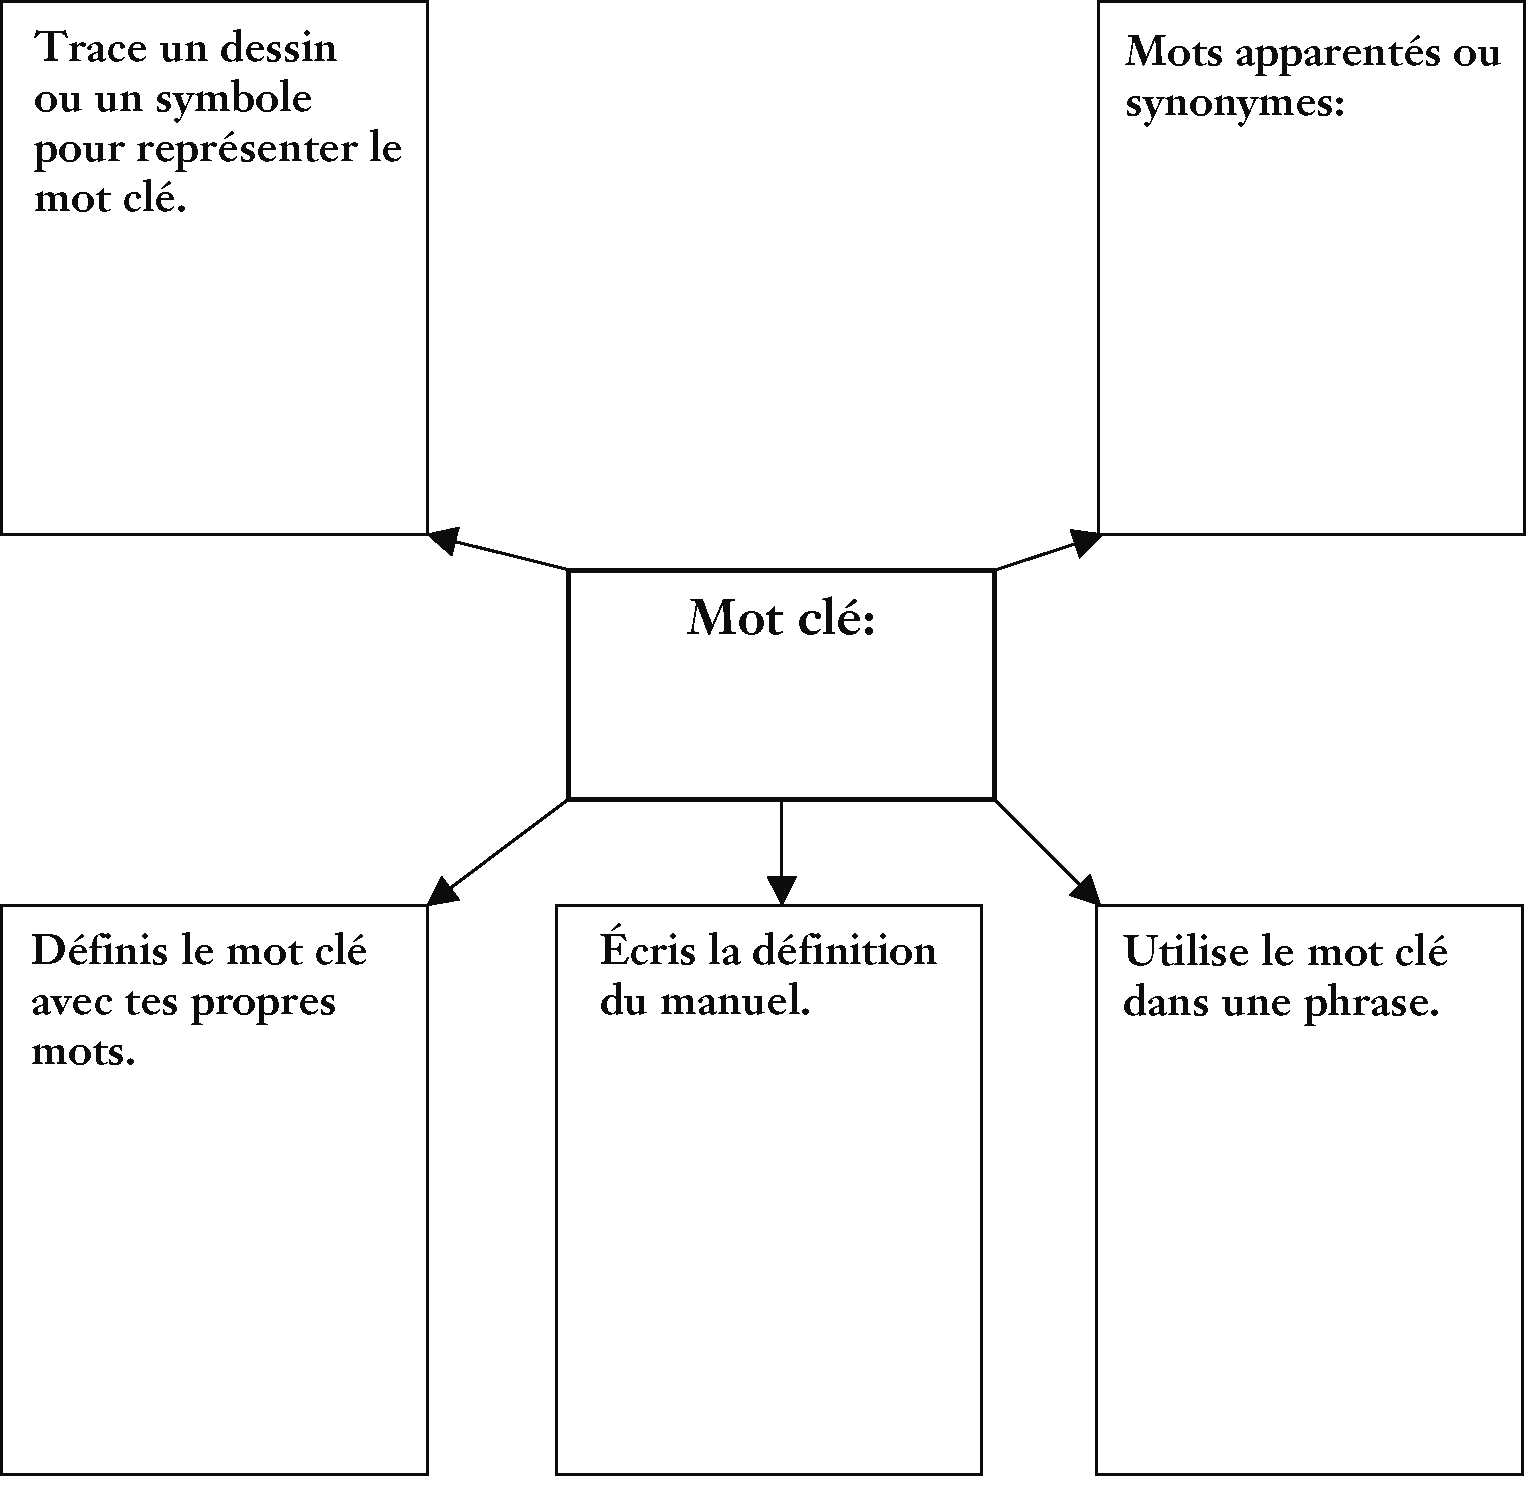 Trace un dessin
ou un symbole
pour représenter le
mot clé.
Mots apparentés ou
synonymes:
Mot clé:
Définis le mot clé
avec tes propres
mots.
Écris la définition
du manuel.
Utilise le mot clé
dans une phrase.